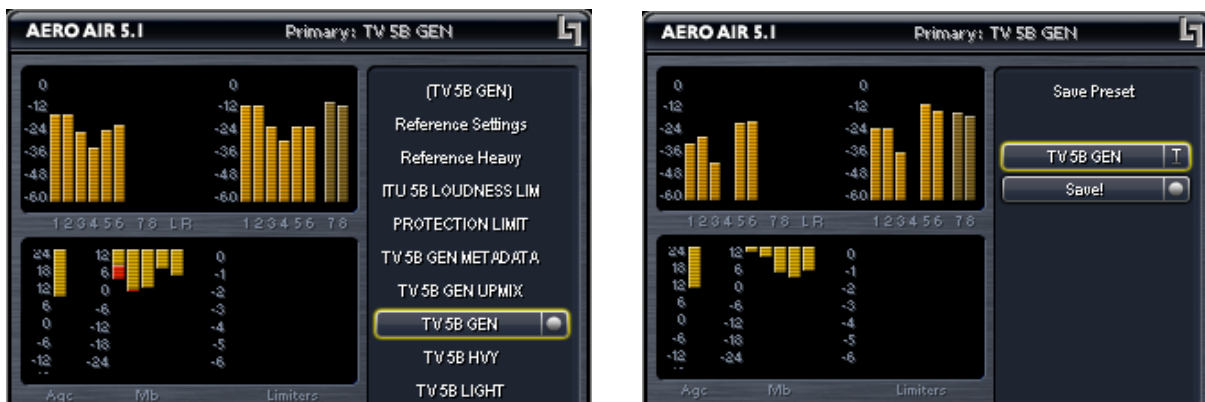 AERO AIR 5.1 Primary: TV 5B GEN
0 0
-12 -12
-24 -24
-36 -36
-48 -48
-60 -60
1 2 3 4 5 6 7 8 L R 1 2 3 4 5 6 7 8
24 12 0
18 6 -1
12 0 -2
6 -6 -3
0 -12 -4
-6 -18 -5
-12 -24 -6
Agc Mb Limiters
(TV 5B GEN)
Reference Settings
Reference Heavy
ITU 5B LOUDNESS LIM
PROTECTION LIMIT
TV 5B GEN METADATA
TV 5B GEN UPMIX
TV 5B GEN
TV 5B HVY
TV 5B LIGHT
AERO AIR 5.1 Primary: TV 5B GEN
0 0
-12 -12
-24 -24
-36 -36
-48 -48
-60 -60
1 2 3 4 5 6 7 8 L R 1 2 3 4 5 6 7 8
24 12 0
18 6 -1
12 0 -2
6 -6 -3
0 -12 -4
-6 -18 -5
-12 -24 -6
Agc Mb Limiters
Save Preset
TV 5B GEN T
Save!